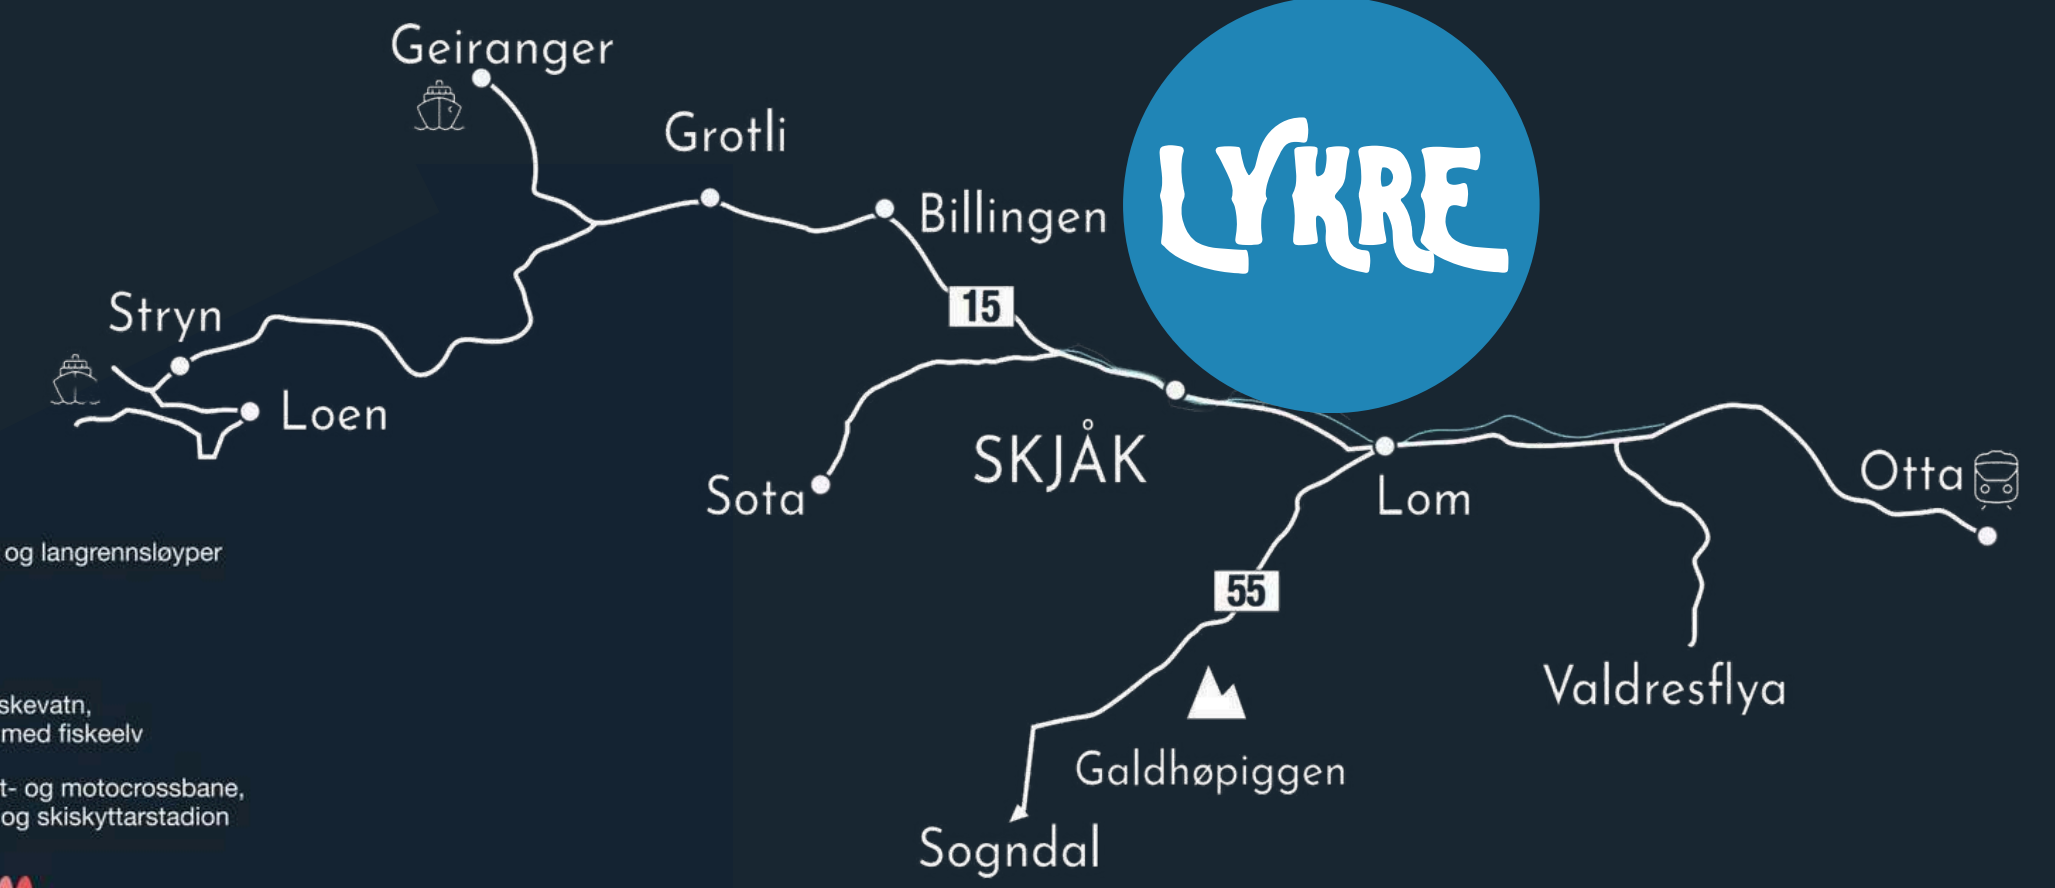 Geiranger
Grotli
LYKRE
Billingen
15
Stryn
Loen
SKJÅK
Sota
Lom
Otta
og langrennsløyper
55
Valdresflya
skevatn,
med fiskeelv
Galdhøpiggen
t- og motocrossbane,
og skiskyttarstadion
Sogndal